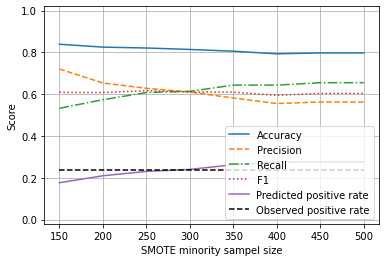 1.0
0.8
0.6
0.4
0.2
0.0
Score
Accuracy
Precision
Recall
F1
Predicted positive rate
Observed positive rate
150 200 250 300 350 400 450 500
SMOTE minority sampel size